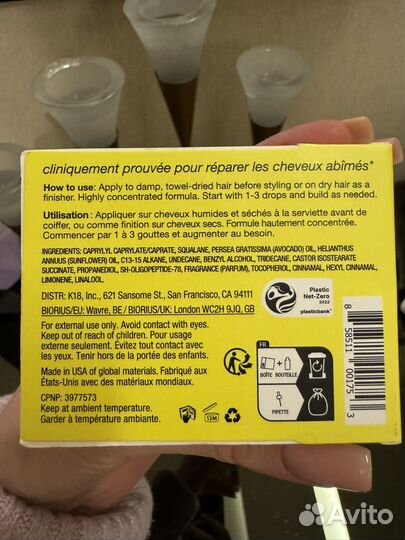 cliniquement prouvée pour réparer les cheveux abîmés*
How to use: Apply to damp, towel-dried hair before styling or on dry hair as a
finisher. Highly concentrated formula. Start with 1-3 drops and build as needed.
Utilisation : Appliquer sur cheveux humides et séchés à la serviette avant de
coiffer, ou comme finition sur cheveux secs. Formule hautement concentrée.
Commencer par 1 à 3 gouttes et augmenter au besoin.
INGREDIENTS: CAPRYLYL CAPRYLATE/CAPRATE, SQUALANE, PERSEA GRATISSIMA (AVOCADO) OIL, HELIANTHUS
ANNUUS (SUNFLOWER) OIL, C13-15 ALKANE, UNDECANE, BENZYL ALCOHOL, TRIDECANE, CASTOR ISOSTEARATE
SUCCINATE, PROPANEDIOL, SH-OLIGOPEPTIDE-78, FRAGRANCE (PARFUM), TOCOPHEROL, CINNAMAL, HEXYL CINNAMAL,
LIMONENE, LINALOOL.
DISTR: K18, Inc., 621 Sansome St., San Francisco, CA 94111
BIORIUS/EU: Wavre, BE / BIORIUS/UK: London WC2H 9JQ, GB
For external use only. Avoid contact with eyes.
Keep out of reach of children. Pour usage
externe seulement. Évitez tout contact avec les
yeux. Tenir hors de la portée des enfants.
Made in USA of global materials. Fabriqué aux
États-Unis avec des matériaux mondiaux.
CPNP: 3977573
Keep at ambient temperature.
Garder à température ambiante.
12M
Plastic
Net-Zero
2022
plasticbank
FR
BOÎTE
+
BOUTEILLE
+
PIPETTE
8 55511 00175 3
Avito